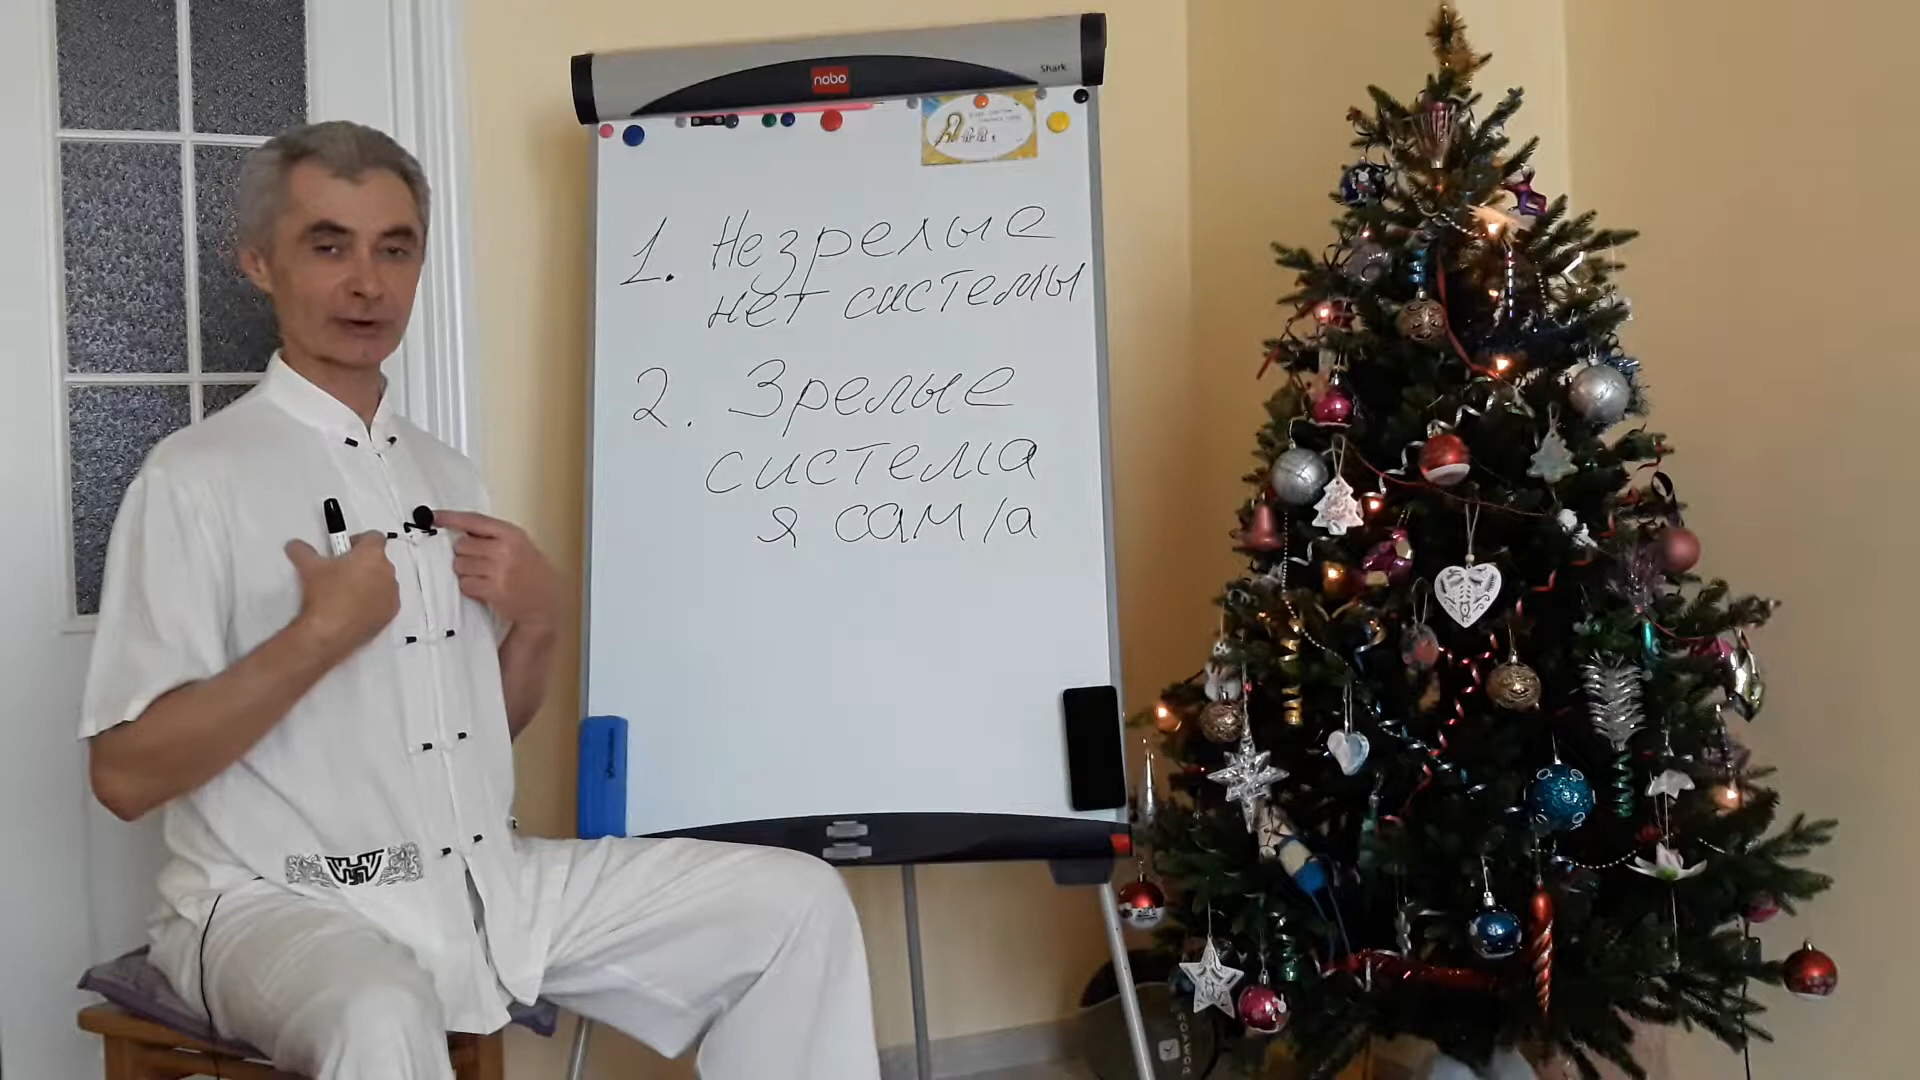 nobo
Shark
1. Незрелые
нет системы
2. Зрелые
система
я сам/а